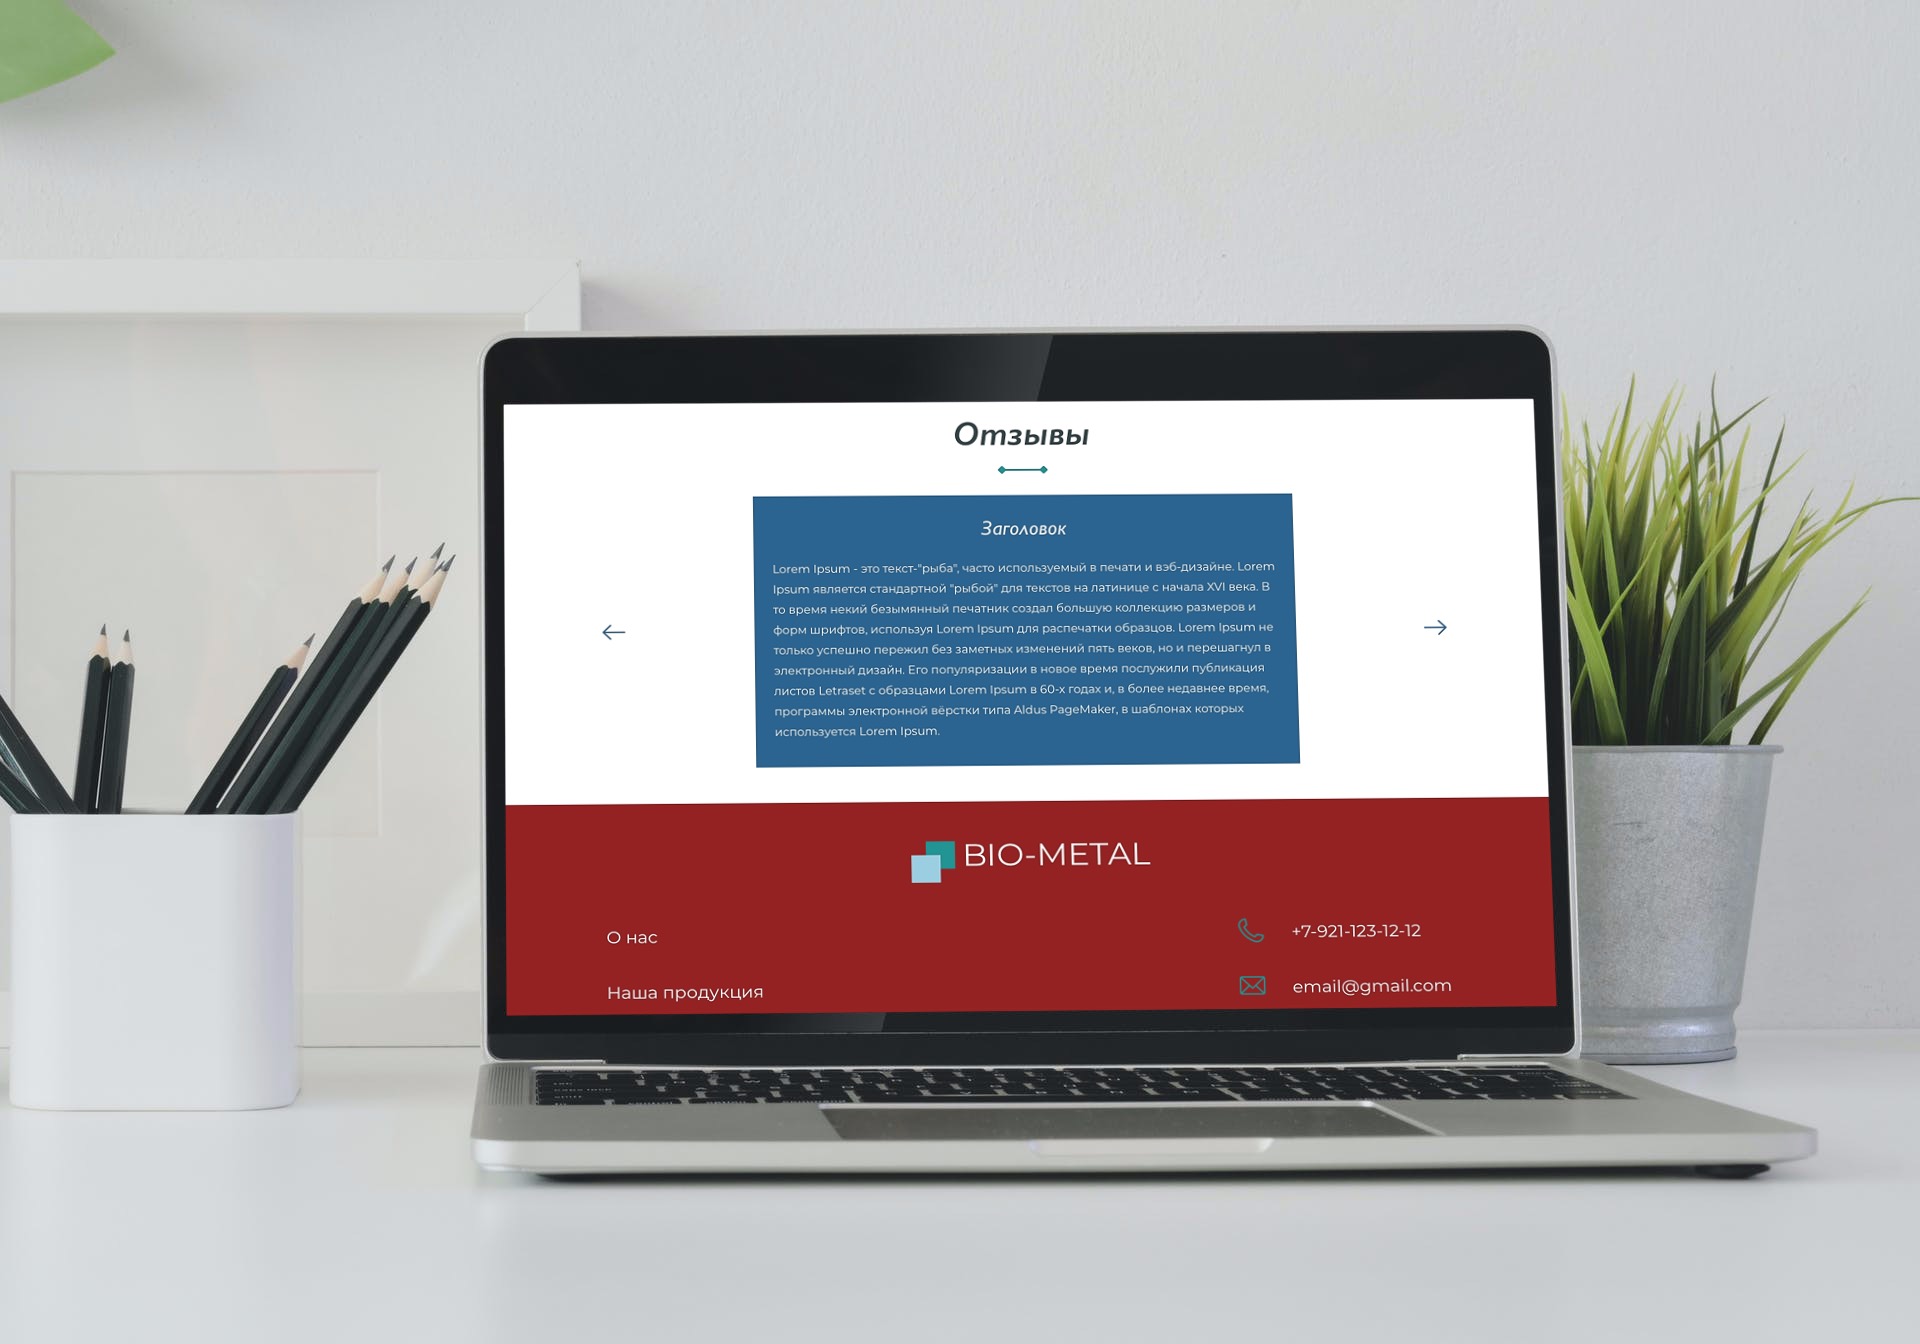 Отзывы
Заголовок
Lorem Ipsum - это текст-"рыба", часто используемый в печати и вэб-дизайне. Lorem
Ipsum является стандартной "рыбой" для текстов на латинице с начала XVI века. В
то время некий безымянный печатник создал большую коллекцию размеров и
форм шрифтов, используя Lorem Ipsum для распечатки образцов. Lorem Ipsum не
только успешно пережил без заметных изменений пять веков, но и перешагнул в
электронный дизайн. Его популяризации в новое время послужили публикация
листов Letraset с образцами Lorem Ipsum в 60-х годах и, в более недавнее время,
программы электронной вёрстки типа Aldus PageMaker, в шаблонах которых
используется Lorem Ipsum.
BIO-METAL
О нас
+7-921-123-12-12
Наша продукция
email@gmail.com